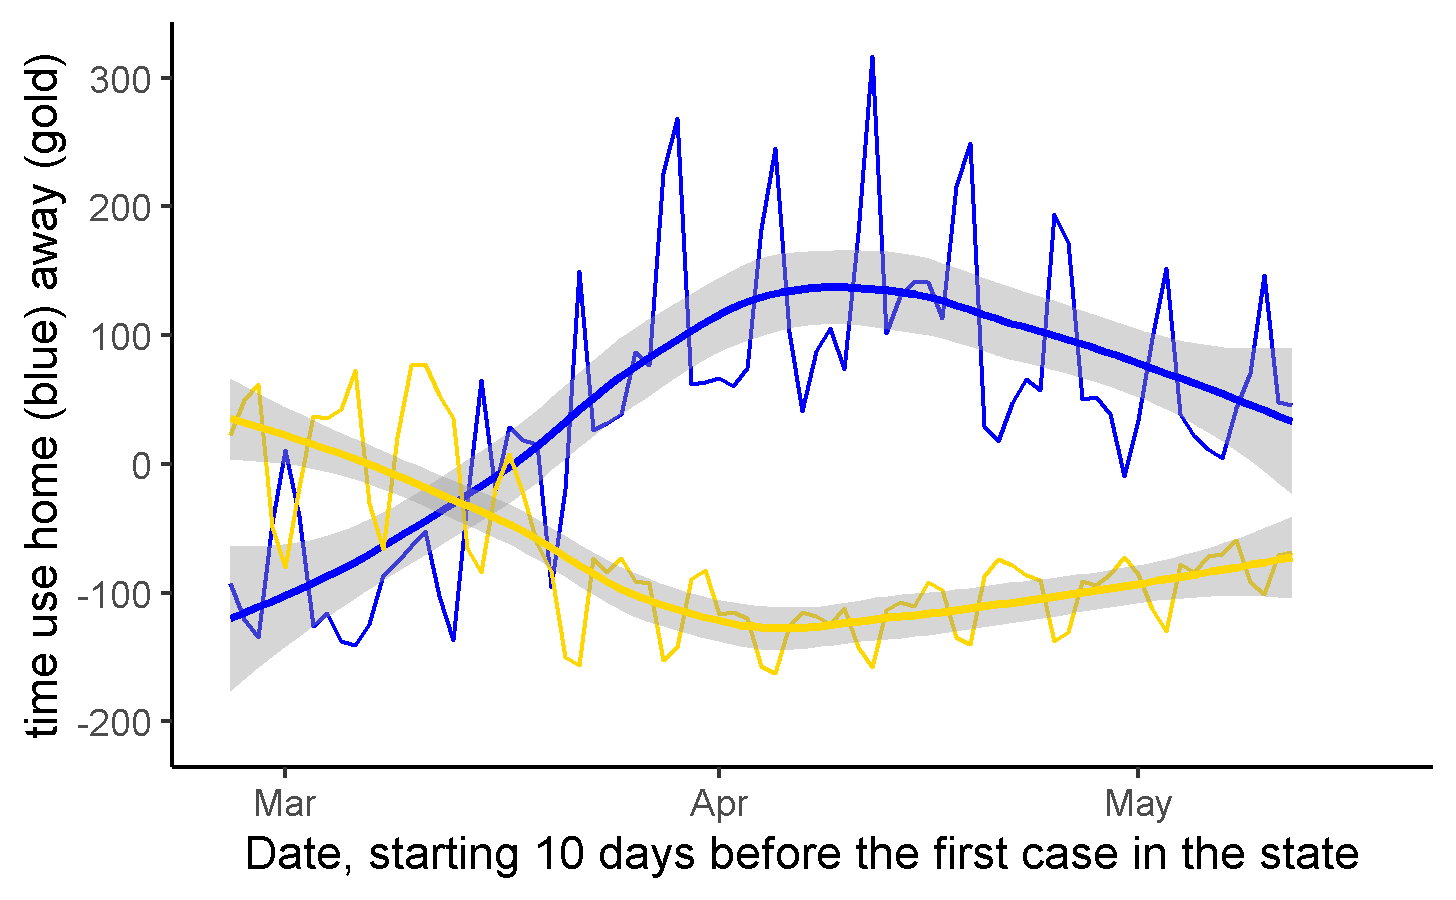 time use home (blue) away (gold)
300
200
100
0
-100
-200
Mar Apr May
Date, starting 10 days before the first case in the state